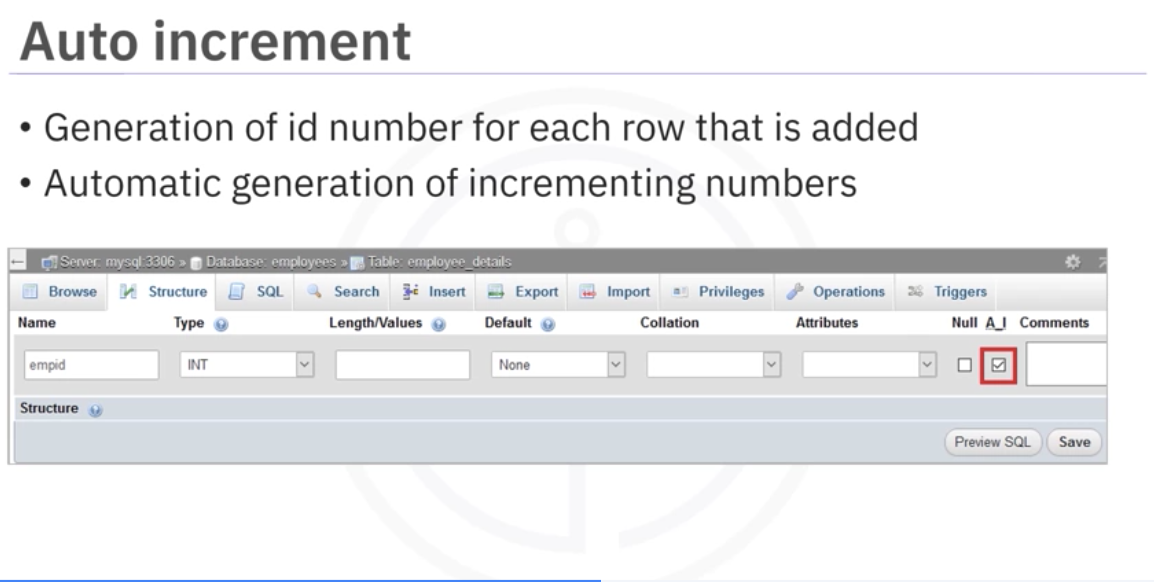 Auto increment
• Generation of id number for each row that is added
• Automatic generation of incrementing numbers
Server: mysql:3306 » Database: employees » Table: employee_details
Browse Structure SQL Search Insert Export Import Privileges Operations Triggers
Name Type Length/Values Default Collation Attributes Null A_I Comments
empid INT None
Structure
Preview SQL Save